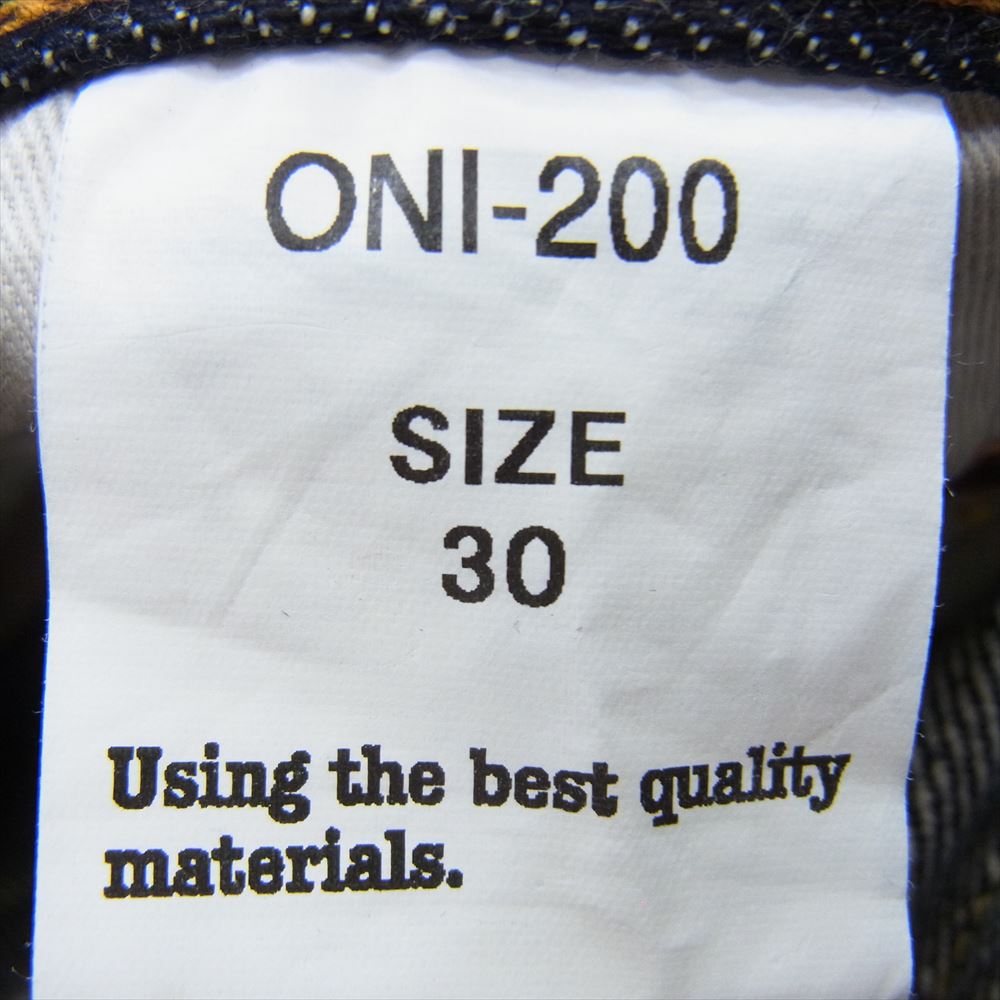 ONI-200
SIZE
30
Using the best quality
materials.